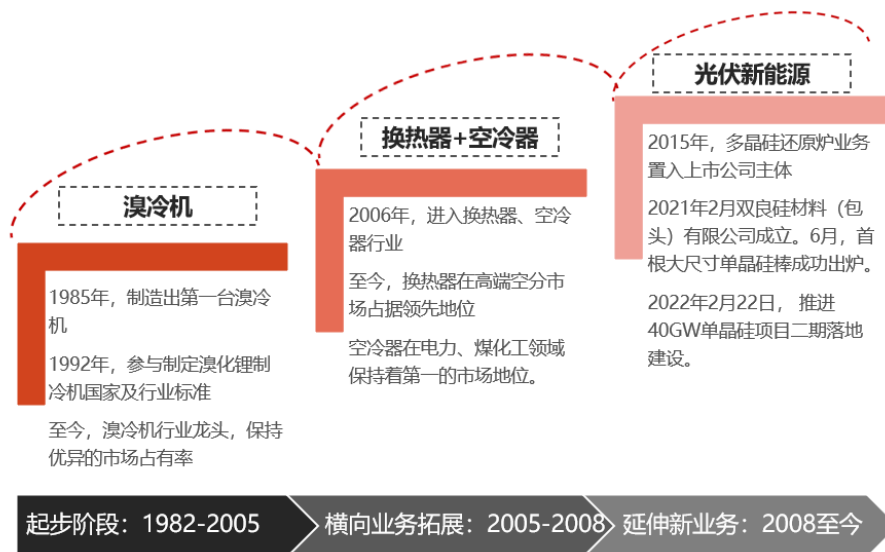 溴冷机
1985年，制造出第一台溴冷
机
1992年，参与制定溴化锂制
冷机国家及行业标准
至今，溴冷机行业龙头，保持
优异的市场占有率
起步阶段：1982-2005
换热器+空冷器
2006年，进入换热器、空冷
器行业
至今，换热器在高端空分市
场占据领先地位
空冷器在电力、煤化工领域
保持着第一的市场地位。
横向业务拓展：2005-2008
光伏新能源
2015年，多晶硅还原炉业务
置入上市公司主体
2021年2月双良硅材料（包
头）有限公司成立。6月，首
根大尺寸单晶硅棒成功出炉。
2022年2月22日， 推进
40GW单晶硅项目二期落地
建设。
延伸新业务：2008至今